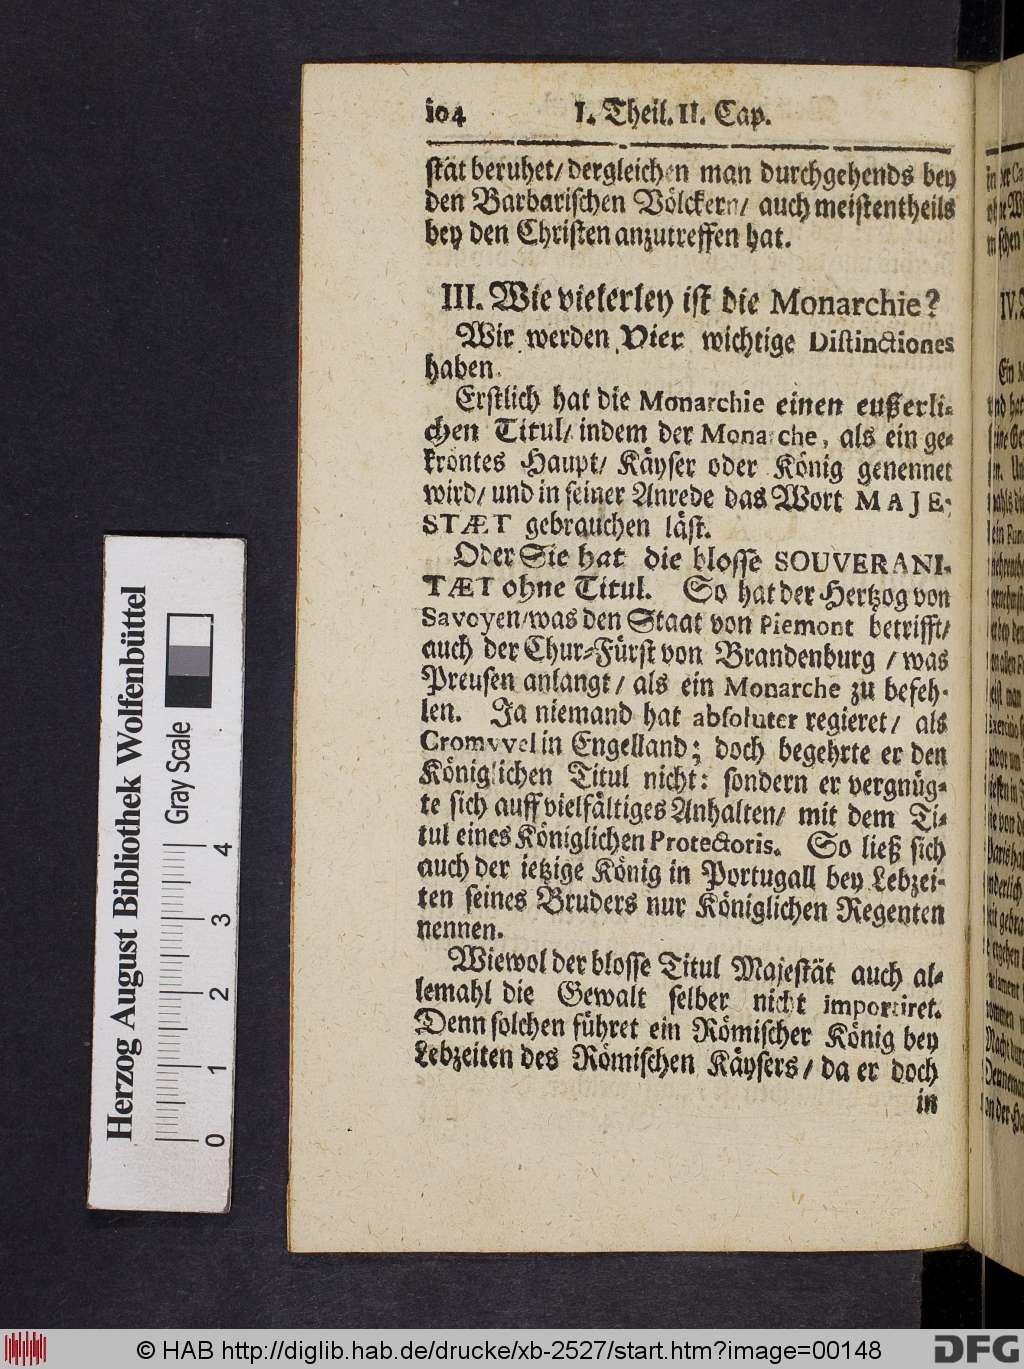 104 I. Theil. II. Cap.
stät beruhet/ dergleichen man durchgehends bey
den Barbarischen Völckern/ auch meistentheils
bey den Christen anzutreffen hat.
III. Wie vielerley ist die Monarchie?
Wir werden Vier wichtige Distinctiones
haben.
Erstlich hat die Monarchie einen eußerli-
chen Titul/ indem der Monarche, als ein ge-
kröntes Haupt/ Käyser oder König genennet
wird/ und in seiner Anrede das Wort MAJE-
STÆT gebrauchen läst.
Oder Sie hat die blosse SOUVERANI-
TÆT ohne Titul. So hat der Hertzog von
Savoyen/ was den Staat von Piemont betrifft/
auch der Chur-Fürst von Brandenburg / was
Preusen anlangt/ als ein Monarche zu befeh-
len. Ja niemand hat absoluter regieret/ als
Cromvvel in Engelland; doch begehrte er den
Königlichen Titul nicht: sondern er vergnüg-
te sich auff vielfältiges Anhalten/ mit dem Ti-
tul eines Königlichen Protectoris. So ließ sich
auch der ietzige König in Portugall bey Lebzei-
ten seines Bruders nur Königlichen Regenten
nennen.
Wiewol der blosse Titul Majestät auch al-
lemahl die Gewalt selber nicht importiret.
Denn solchen führet ein Römischer König bey
Lebzeiten des Römischen Käysers/ da er doch
in
Herzog August Bibliothek Wolfenbüttel
Gray Scale
0 1 2 3 4
© HAB http://diglib.hab.de/drucke/xb-2527/start.htm?image=00148
DFG